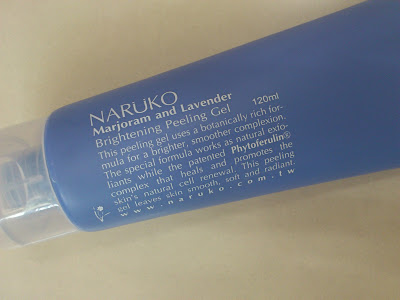 NARUKO
Marjoram and Lavender
Brightening Peeling Gel 120ml
This peeling gel uses a botanically rich for-
mula for a brighter, smoother complexion.
The special formula works as natural exfo-
liants while the patented Phytoferulin®
complex that heals and promotes the
skin's natural cell renewal. This peeling
gel leaves skin smooth, soft and radiant.
www.naruko.com.tw